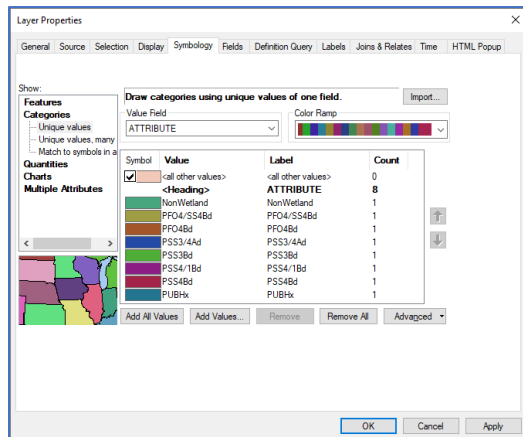 Layer Properties
General Source Selection Display Symbology Fields Definition Query Labels Joins & Relates Time HTML Popup
Show:
Features
Categories
Unique values
Unique values, many
Match to symbols in a
Quantities
Charts
Multiple Attributes
Draw categories using unique values of one field.
Import...
Value Field
ATTRIBUTE
Color Ramp
Symbol Value Label Count
<all other values> <all other values> 0
<Heading> ATTRIBUTE 8
NonWetland NonWetland 1
PFO4/SS4Bd PFO4/SS4Bd 1
PFO4Bd PFO4Bd 1
PSS3/4Ad PSS3/4Ad 1
PSS3Bd PSS3Bd 1
PSS4/1Bd PSS4/1Bd 1
PSS4Bd PSS4Bd 1
PUBHx PUBHx 1
Add All Values Add Values... Remove Remove All Advanced
OK Cancel Apply